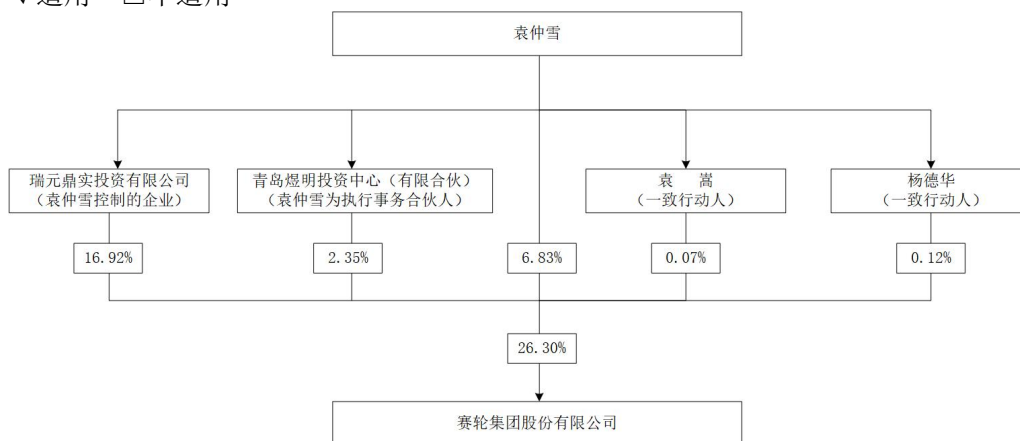 √适用 □不适用
袁仲雪
瑞元鼎实投资有限公司
（袁仲雪控制的企业）
青岛煜明投资中心（有限合伙）
（袁仲雪为执行事务合伙人）
袁 嵩
（一致行动人）
杨德华
（一致行动人）
16.92%
2.35%
6.83%
0.07%
0.12%
26.30%
赛轮集团股份有限公司